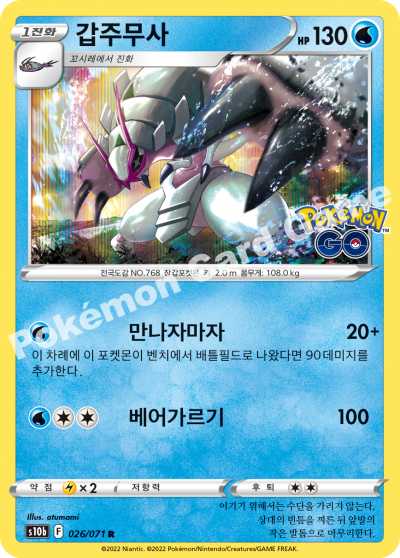 1진화
갑주무사
HP 130
꼬시레에서 진화
Pokémon GO
전국도감 NO.768 장갑포켓몬 키: 2.0m 몸무게: 108.0kg
Pokémon Card Game
만나자마자 20+
이 차례에 이 포켓몬이 벤치에서 배틀필드로 나왔다면 90데미지를
추가한다.
베어가르기 100
약점 ×2 저항력 후퇴
Illus. otumami
s10b F 026/071 R
이기기 위해서는 수단을 가리지 않는다.
상대의 빈틈을 찍른 뒤 앞발의
작은 발톱으로 마무리한다.
©2022 Niantic. ©2022 Pokémon/Nintendo/Creatures/GAME FREAK.